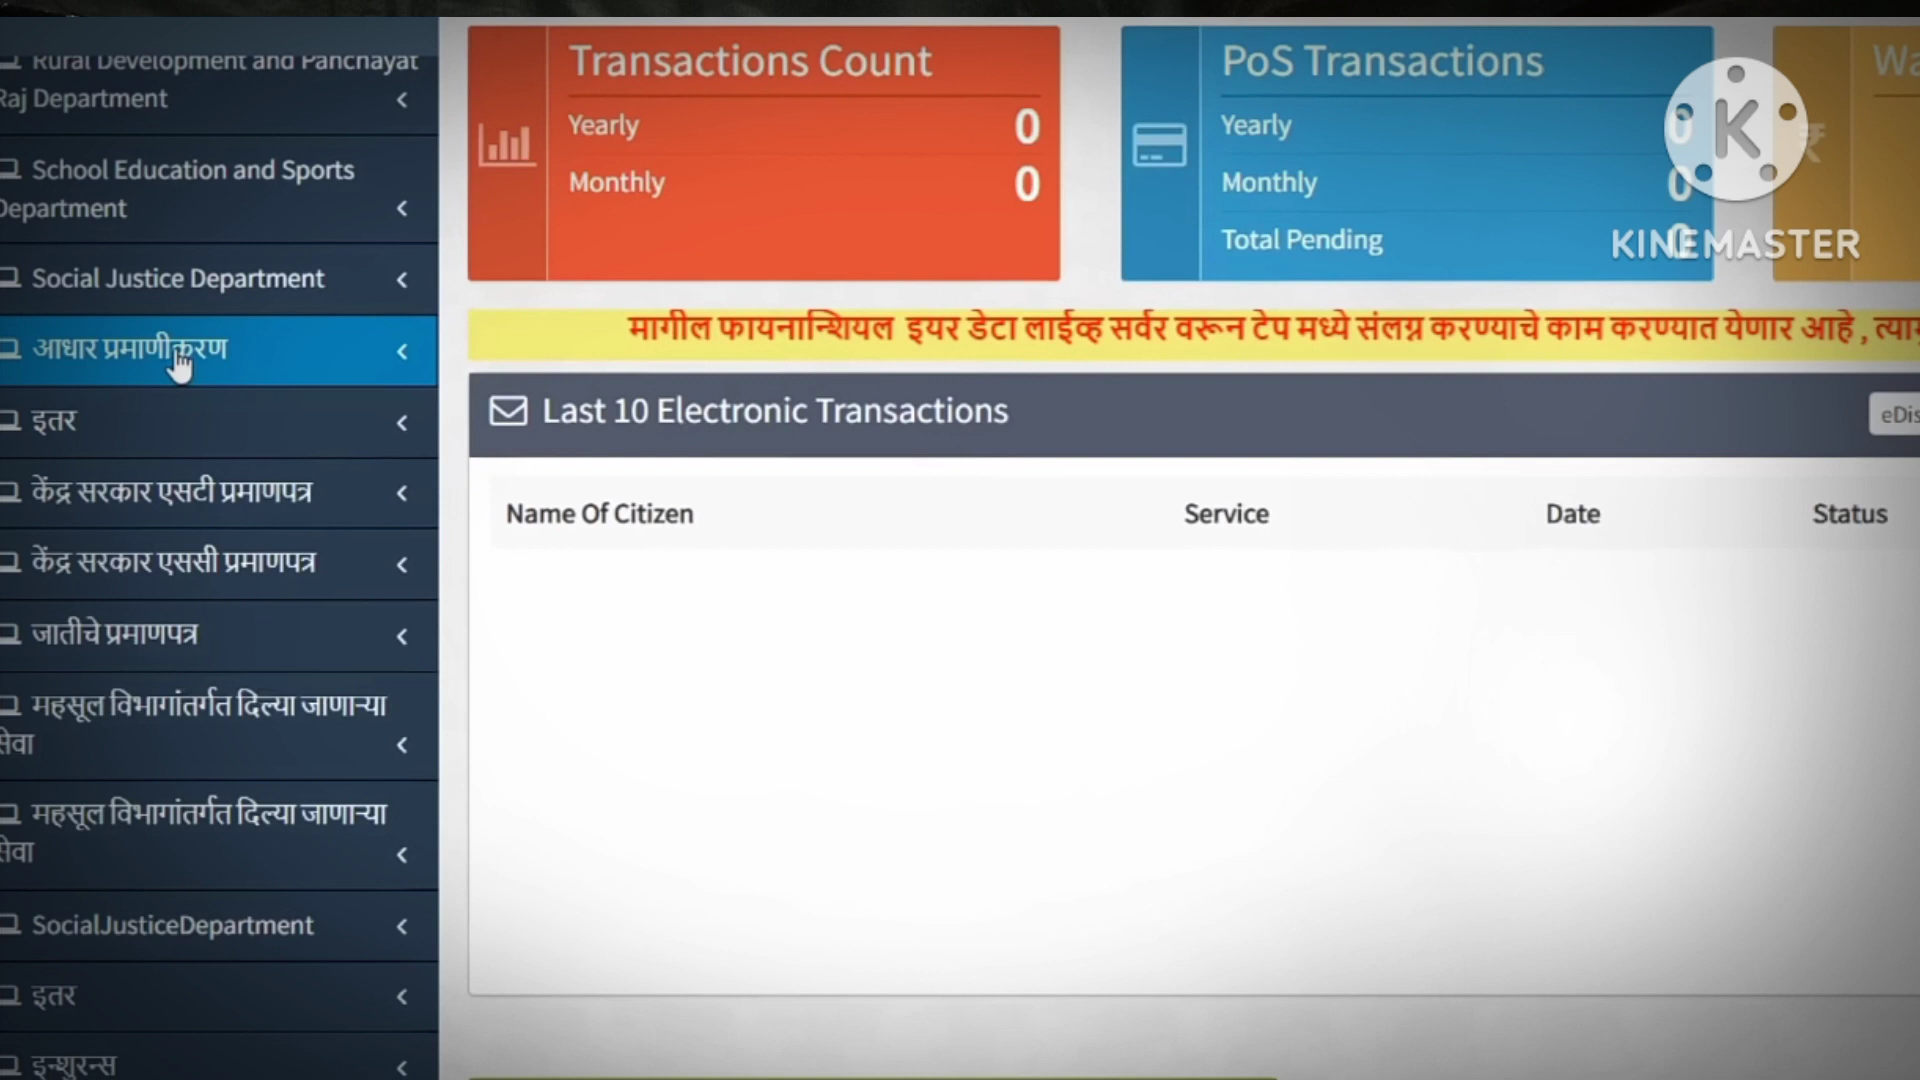 Rural Development and Panchayat
Raj Department
School Education and Sports
Department
Social Justice Department
आधार प्रमाणीकरण
इतर
केंद्र सरकार एसटी प्रमाणपत्र
केंद्र सरकार एससी प्रमाणपत्र
जातीचे प्रमाणपत्र
महसूल विभागांतर्गत दिल्या जाणाऱ्या
सेवा
महसूल विभागांतर्गत दिल्या जाणाऱ्या
सेवा
SocialJusticeDepartment
इतर
इन्शुरन्स
Transactions Count
Yearly 0
Monthly 0
PoS Transactions
Yearly 0
Monthly 0
Total Pending 0
₹
K
KINEMASTER
मागील फायनान्शियल इयर डेटा लाईव्ह सर्वर वरून टेप मध्ये संलग्न करण्याचे काम करण्यात येणार आहे ,
Last 10 Electronic Transactions
Name Of Citizen Service Date Status